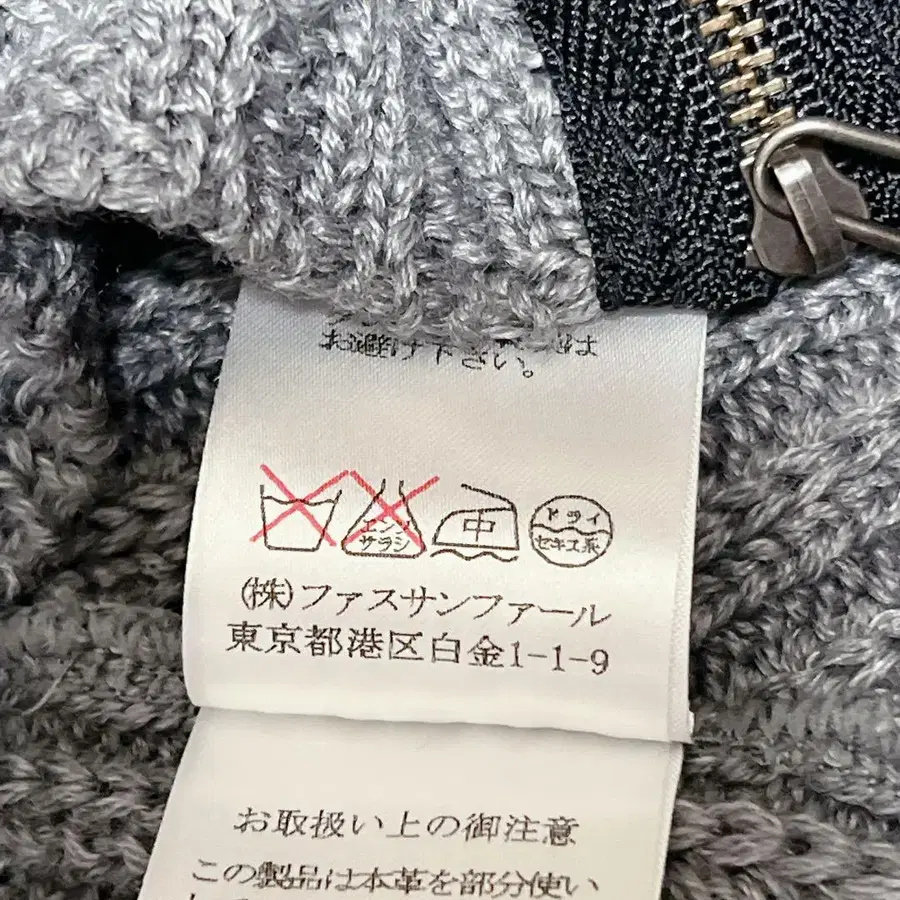 お避け下さい。
エンソ
サラシ
中
ドライ
セキユ系
(株)ファスサンファール
東京都港区白金1-1-9
お取扱い上の御注意
この製品は本革を部分使い